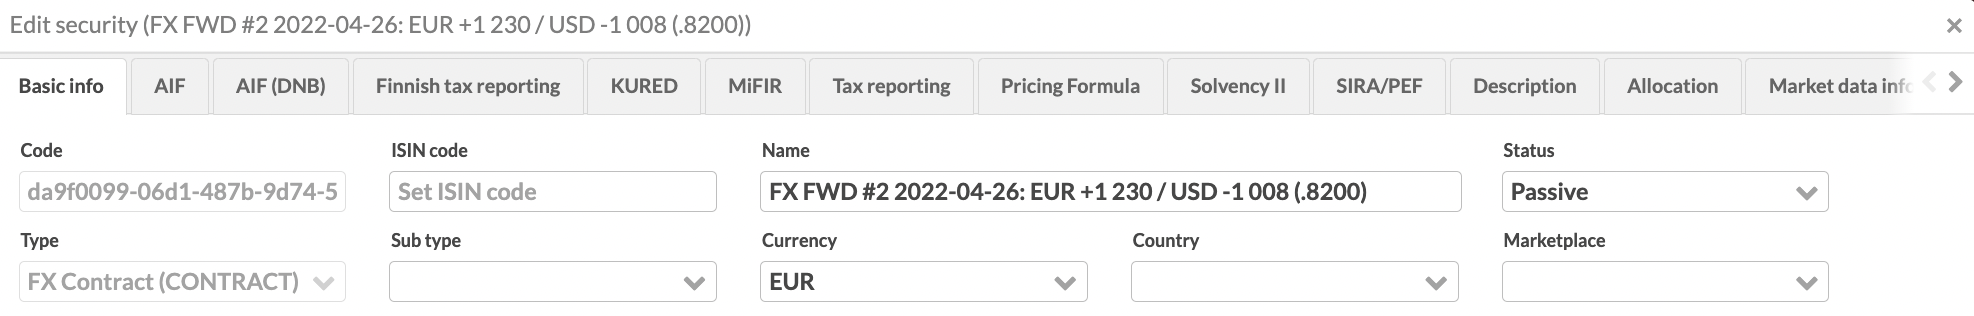 Edit security (FX FWD #2 2022-04-26: EUR +1 230 / USD -1 008 (.8200))
Basic info AIF AIF (DNB) Finnish tax reporting KURED MiFIR Tax reporting Pricing Formula Solvency II SIRA/PEF Description Allocation Market data info
Code ISIN code Name Status
da9f0099-06d1-487b-9d74-5 Set ISIN code FX FWD #2 2022-04-26: EUR +1 230 / USD -1 008 (.8200) Passive
Type Sub type Currency Country Marketplace
FX Contract (CONTRACT) EUR